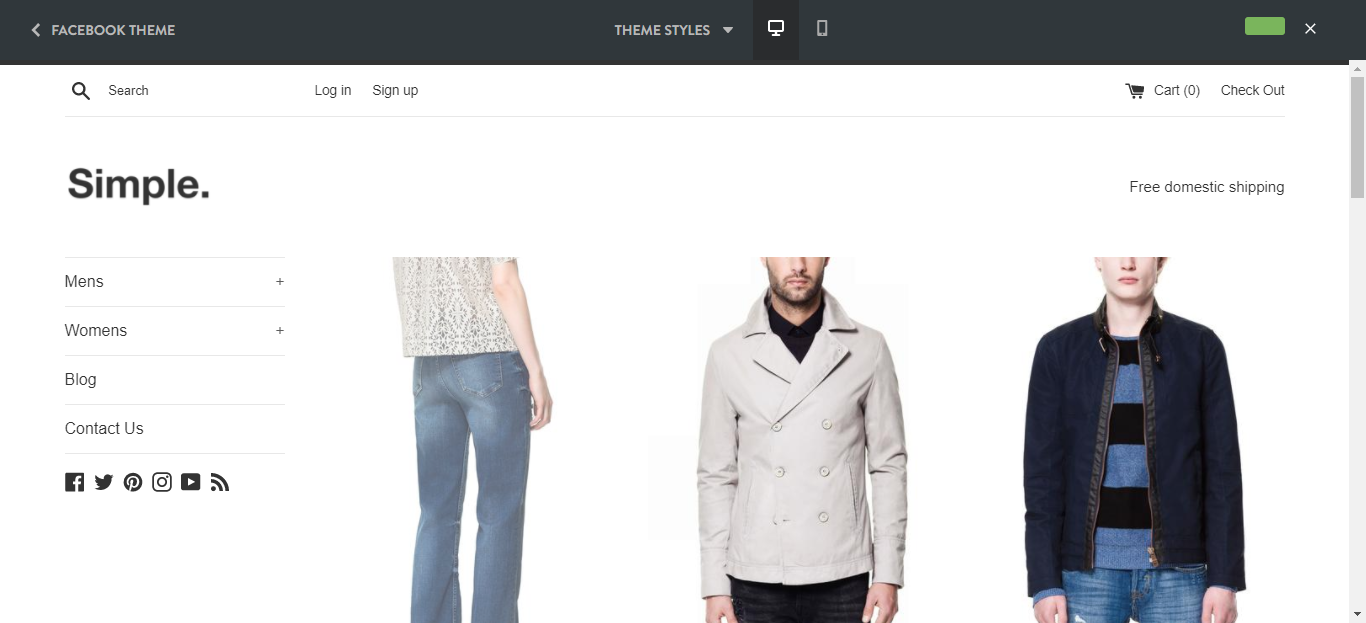 FACEBOOK THEME
THEME STYLES
Search
Log in
Sign up
Cart (0)
Check Out
Simple.
Free domestic shipping
Mens +
Womens +
Blog
Contact Us